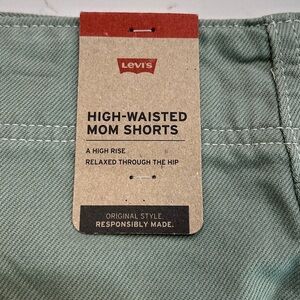 Levi's
HIGH-WAISTED
MOM SHORTS
A HIGH RISE
RELAXED THROUGH THE HIP
ORIGINAL STYLE.
RESPONSIBLY MADE.